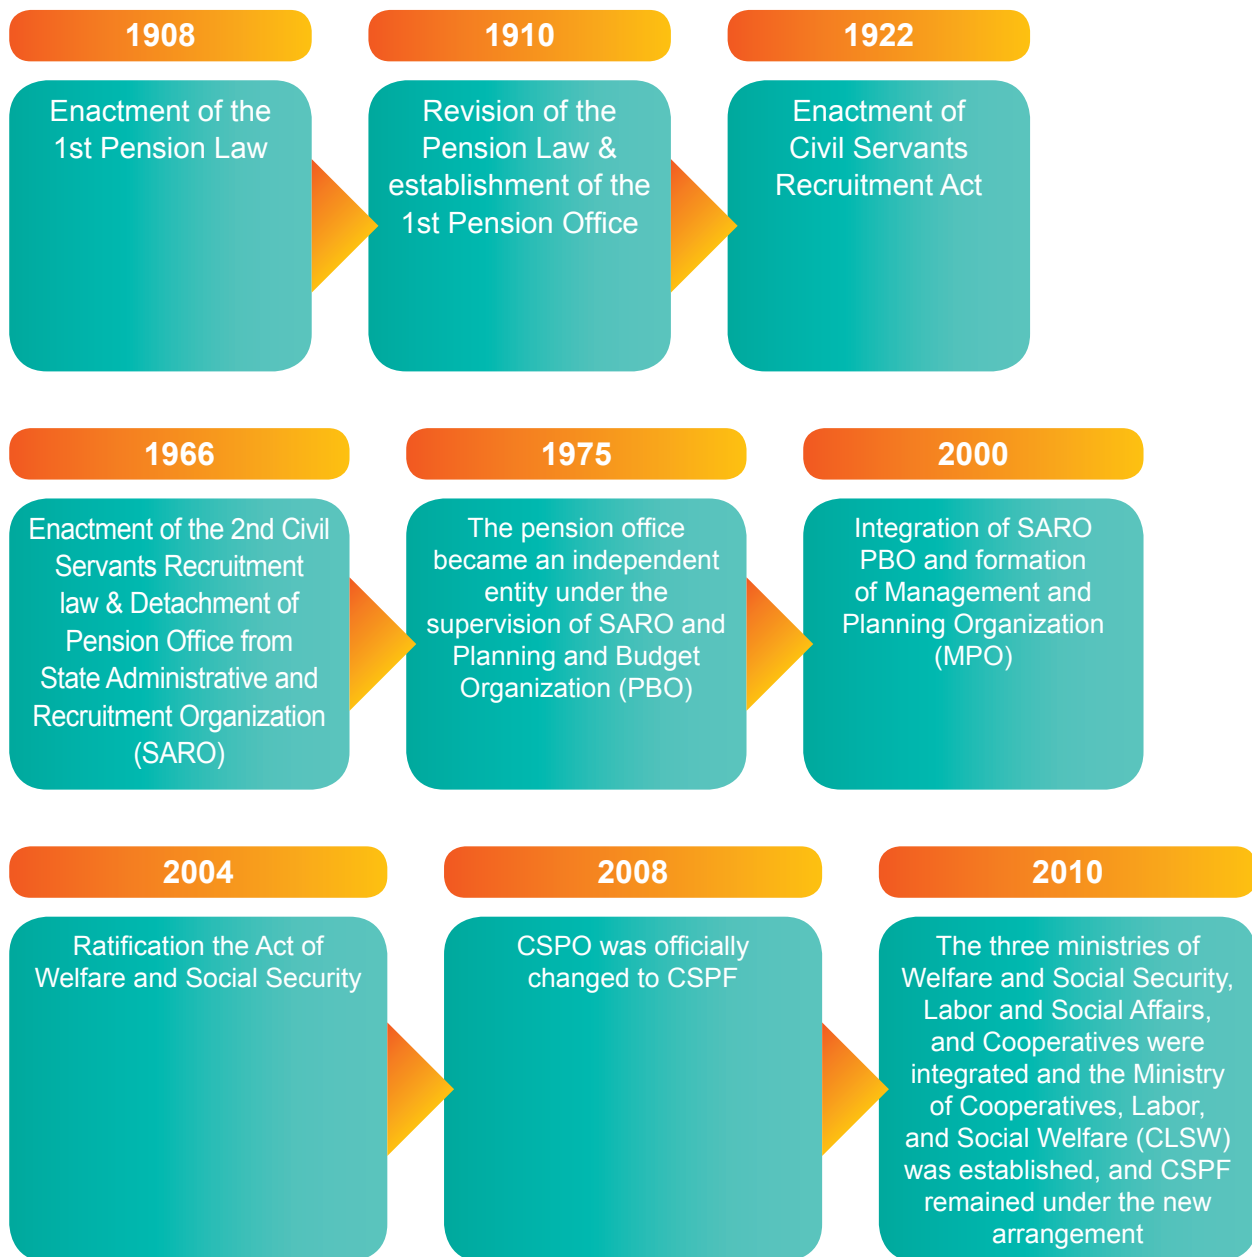 1908
Enactment of the
1st Pension Law
1910
Revision of the
Pension Law &
establishment of the
1st Pension Office
1922
Enactment of
Civil Servants
Recruitment Act
1966
Enactment of the 2nd Civil
Servants Recruitment
law & Detachment of
Pension Office from
State Administrative and
Recruitment Organization
(SARO)
1975
The pension office
became an independent
entity under the
supervision of SARO and
Planning and Budget
Organization (PBO)
2000
Integration of SARO
PBO and formation
of Management and
Planning Organization
(MPO)
2004
Ratification the Act of
Welfare and Social Security
2008
CSPO was officially
changed to CSPF
2010
The three ministries of
Welfare and Social Security,
Labor and Social Affairs,
and Cooperatives were
integrated and the Ministry
of Cooperatives, Labor,
and Social Welfare (CLSW)
was established, and CSPF
remained under the new
arrangement